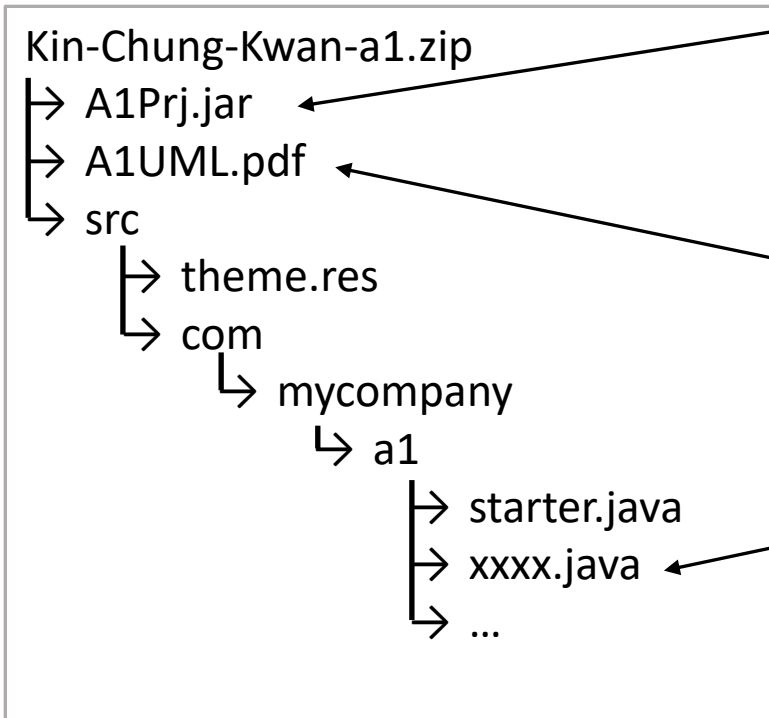 Kin-Chung-Kwan-a1.zip
A1Prj.jar
A1UML.pdf
src
theme.res
com
mycompany
a1
starter.java
xxxx.java
...